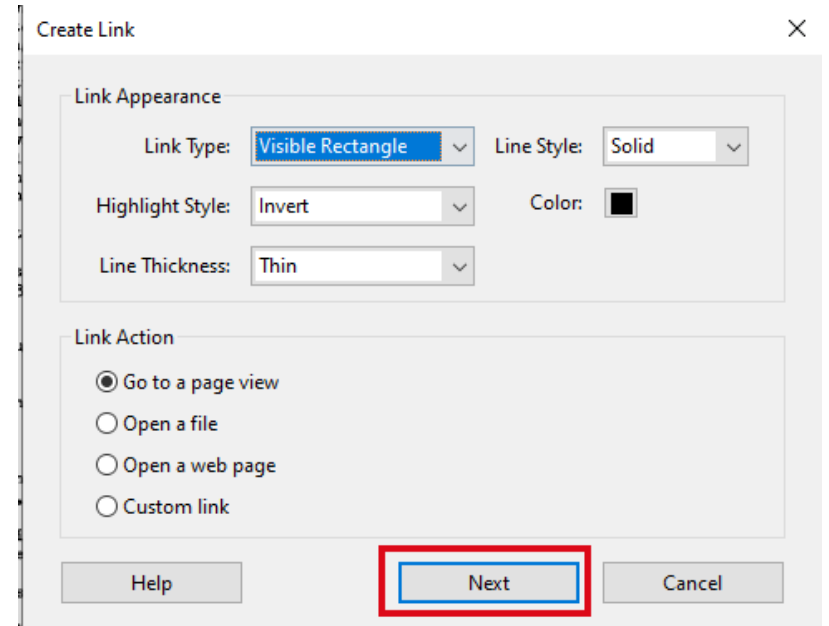 Create Link
Link Appearance
Link Type: Visible Rectangle Line Style: Solid
Highlight Style: Invert Color:
Line Thickness: Thin
Link Action
Go to a page view
Open a file
Open a web page
Custom link
Help Next Cancel